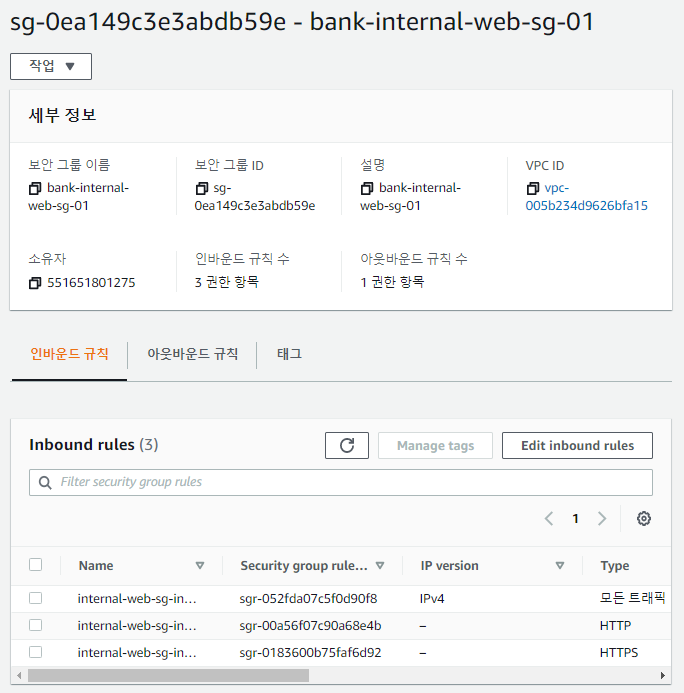 sg-0ea149c3e3abdb59e - bank-internal-web-sg-01
작업 ▼
세부 정보
보안 그룹 이름
bank-internal-
web-sg-01
보안 그룹 ID
sg-
0ea149c3e3abdb59e
설명
bank-internal-
web-sg-01
VPC ID
vpc-
005b234d9626bfa15
소유자
551651801275
인바운드 규칙 수
3 권한 항목
아웃바운드 규칙 수
1 권한 항목
인바운드 규칙 아웃바운드 규칙 태그
Inbound rules (3) Manage tags Edit inbound rules
Filter security group rules
1
Name Security group rule... IP version Type
internal-web-sg-in... sgr-052fda07c5f0d90f8 IPv4 모든 트래픽
internal-web-sg-in... sgr-00a56f07c90a68e4b – HTTP
internal-web-sg-in... sgr-0183600b75faf6d92 – HTTPS